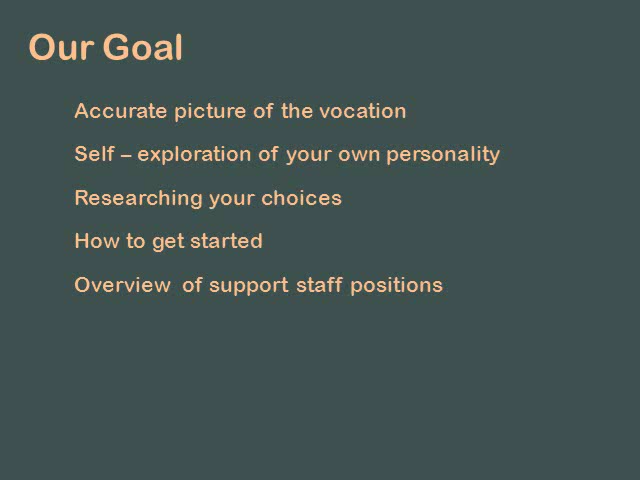 Our Goal
Accurate picture of the vocation
Self – exploration of your own personality
Researching your choices
How to get started
Overview  of support staff positions